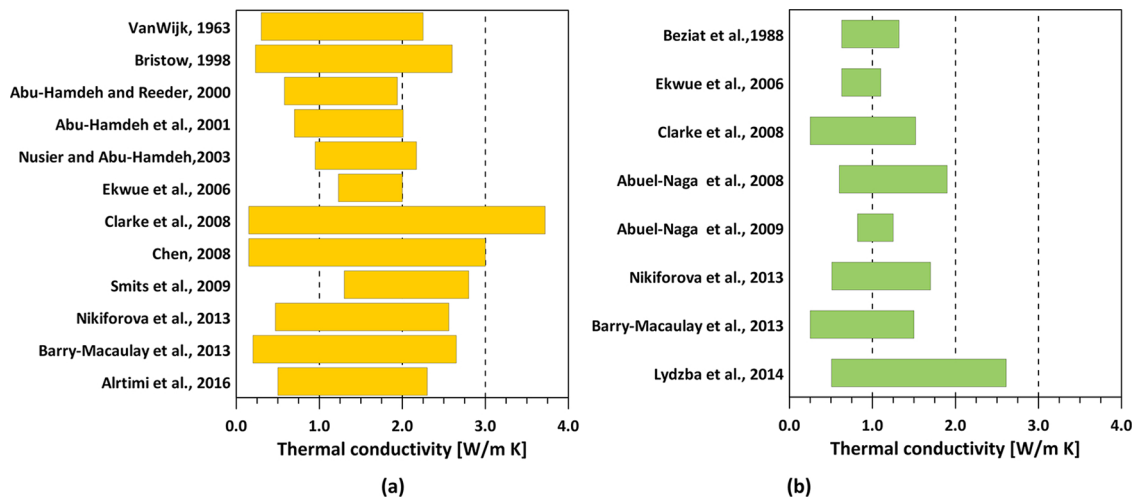 VanWijk, 1963
Bristow, 1998
Abu-Hamdeh and Reeder, 2000
Abu-Hamdeh et al., 2001
Nusier and Abu-Hamdeh,2003
Ekwue et al., 2006
Clarke et al., 2008
Chen, 2008
Smits et al., 2009
Nikiforova et al., 2013
Barry-Macaulay et al., 2013
Alrtimi et al., 2016
0.0 1.0 2.0 3.0 4.0
Thermal conductivity [W/m K]
(a)
Beziat et al.,1988
Ekwue et al., 2006
Clarke et al., 2008
Abuel-Naga et al., 2008
Abuel-Naga et al., 2009
Nikiforova et al., 2013
Barry-Macaulay et al., 2013
Lydzba et al., 2014
0.0 1.0 2.0 3.0 4.0
Thermal conductivity [W/m K]
(b)